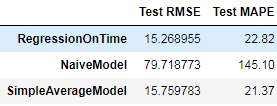 Test RMSE Test MAPE
RegressionOnTime 15.268955 22.82
NaiveModel 79.718773 145.10
SimpleAverageModel 15.759783 21.37